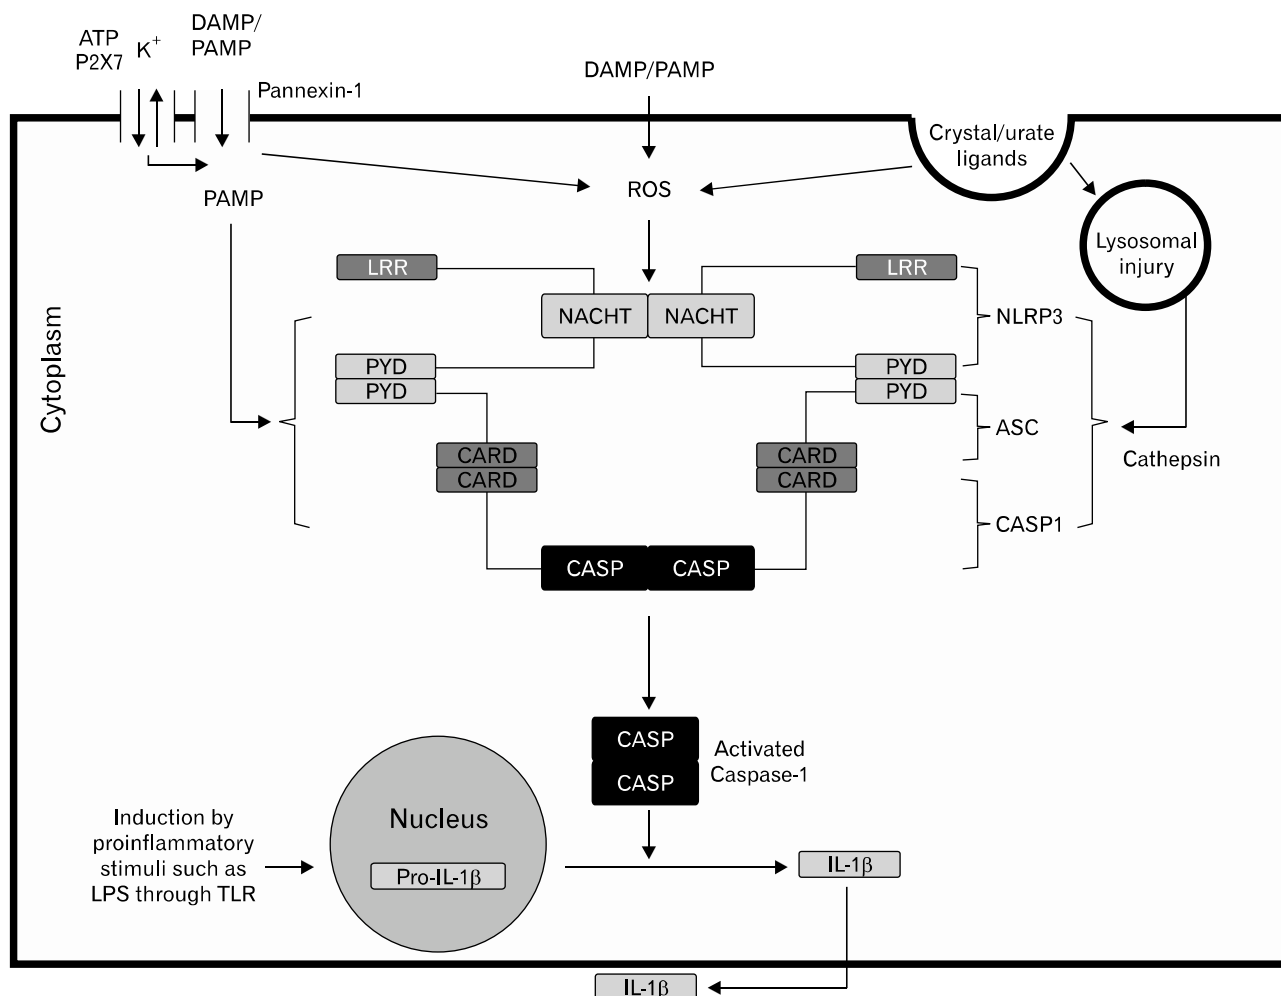 DAMP/
PAMP
ATP
P2X7
K+
Pannexin-1
DAMP/PAMP
Crystal/urate
ligands
PAMP
ROS
Lysosomal
injury
LRR
LRR
NACHT
NACHT
NLRP3
PYD
PYD
PYD
PYD
Cytoplasm
ASC
CARD
CARD
CARD
CARD
Cathepsin
CASP1
CASP
CASP
CASP
CASP
Activated
Caspase-1
Induction by
proinflammatory
stimuli such as
LPS through TLR
Nucleus
Pro-IL-1β
IL-1β
IL-1β